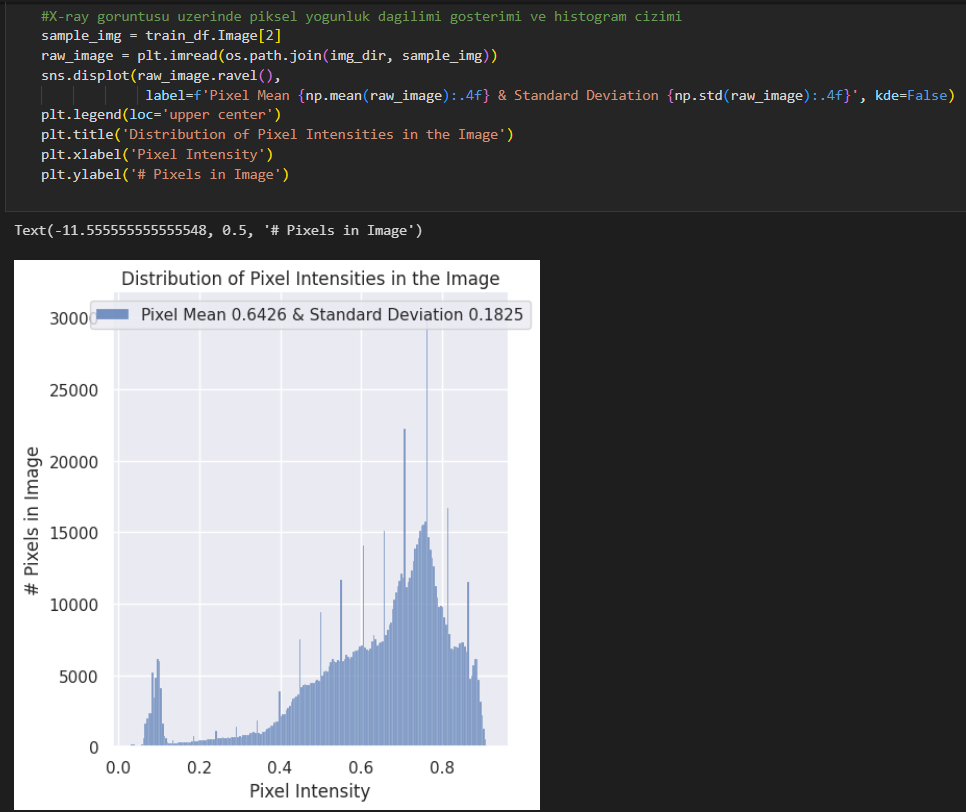 #X-ray goruntusu uzerinde piksel yogunluk dagilimi gosterimi ve histogram cizimi
sample_img = train_df.Image[2]
raw_image = plt.imread(os.path.join(img_dir, sample_img))
sns.displot(raw_image.ravel(),
label=f'Pixel Mean {np.mean(raw_image):.4f} & Standard Deviation {np.std(raw_image):.4f}', kde=False)
plt.legend(loc='upper center')
plt.title('Distribution of Pixel Intensities in the Image')
plt.xlabel('Pixel Intensity')
plt.ylabel('# Pixels in Image')
Text(-11.555555555555548, 0.5, '# Pixels in Image')
Distribution of Pixel Intensities in the Image
Pixel Mean 0.6426 & Standard Deviation 0.1825
30000
25000
20000
15000
10000
5000
0
# Pixels in Image
0.0 0.2 0.4 0.6 0.8
Pixel Intensity